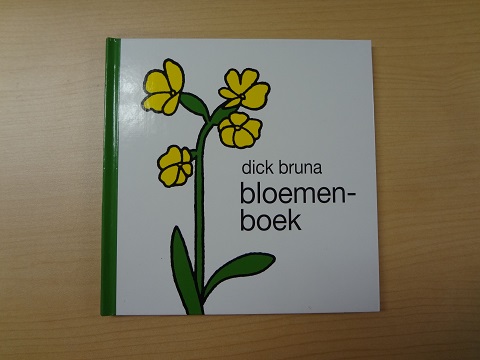 dick bruna
bloemen-
boek